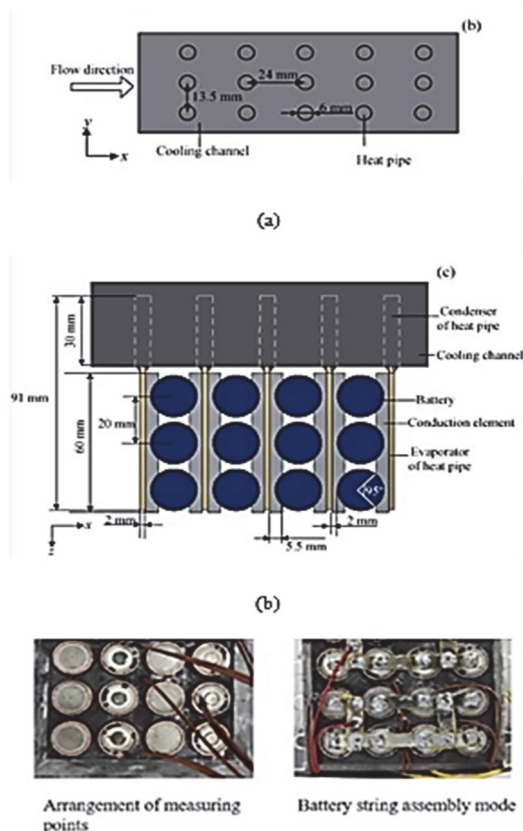 (b)
Flow direction
24 mm
13.5 mm
6 mm
y
x
Cooling channel
Heat pipe
(a)
(c)
30 mm
Condenser
of heat pipe
Cooling channel
91 mm
60 mm
20 mm
Battery
Conduction element
Evaporator
of heat pipe
95°
x
z
2 mm
2 mm
5.5 mm
(b)
Arrangement of measuring
points
Battery string assembly mode